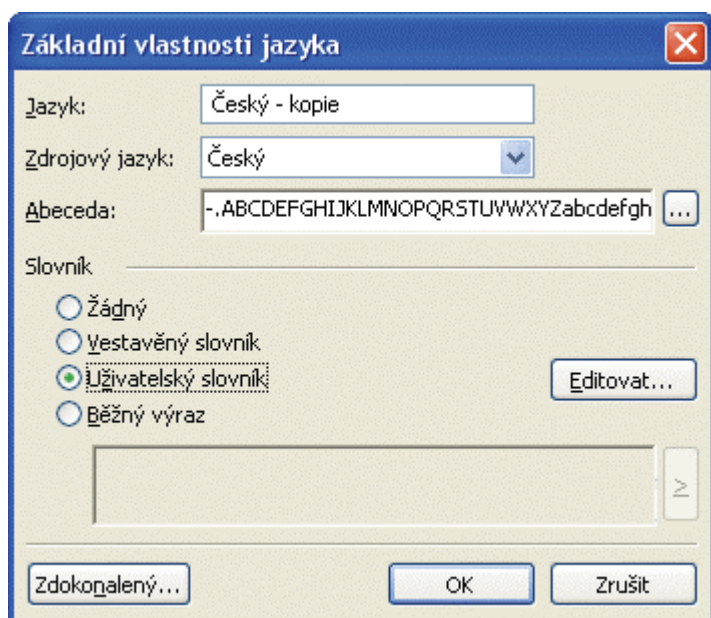 Základní vlastnosti jazyka
Jazyk: Český - kopie
Zdrojový jazyk: Český
Abeceda: -.ABCDEFGHIJKLMNOPQRSTUVWXYZabcdefgh ...
Slovník
Žádný
Vestavěný slovník
Uživatelský slovník Editovat...
Běžný výraz
>
Zdokonalený... OK Zrušit